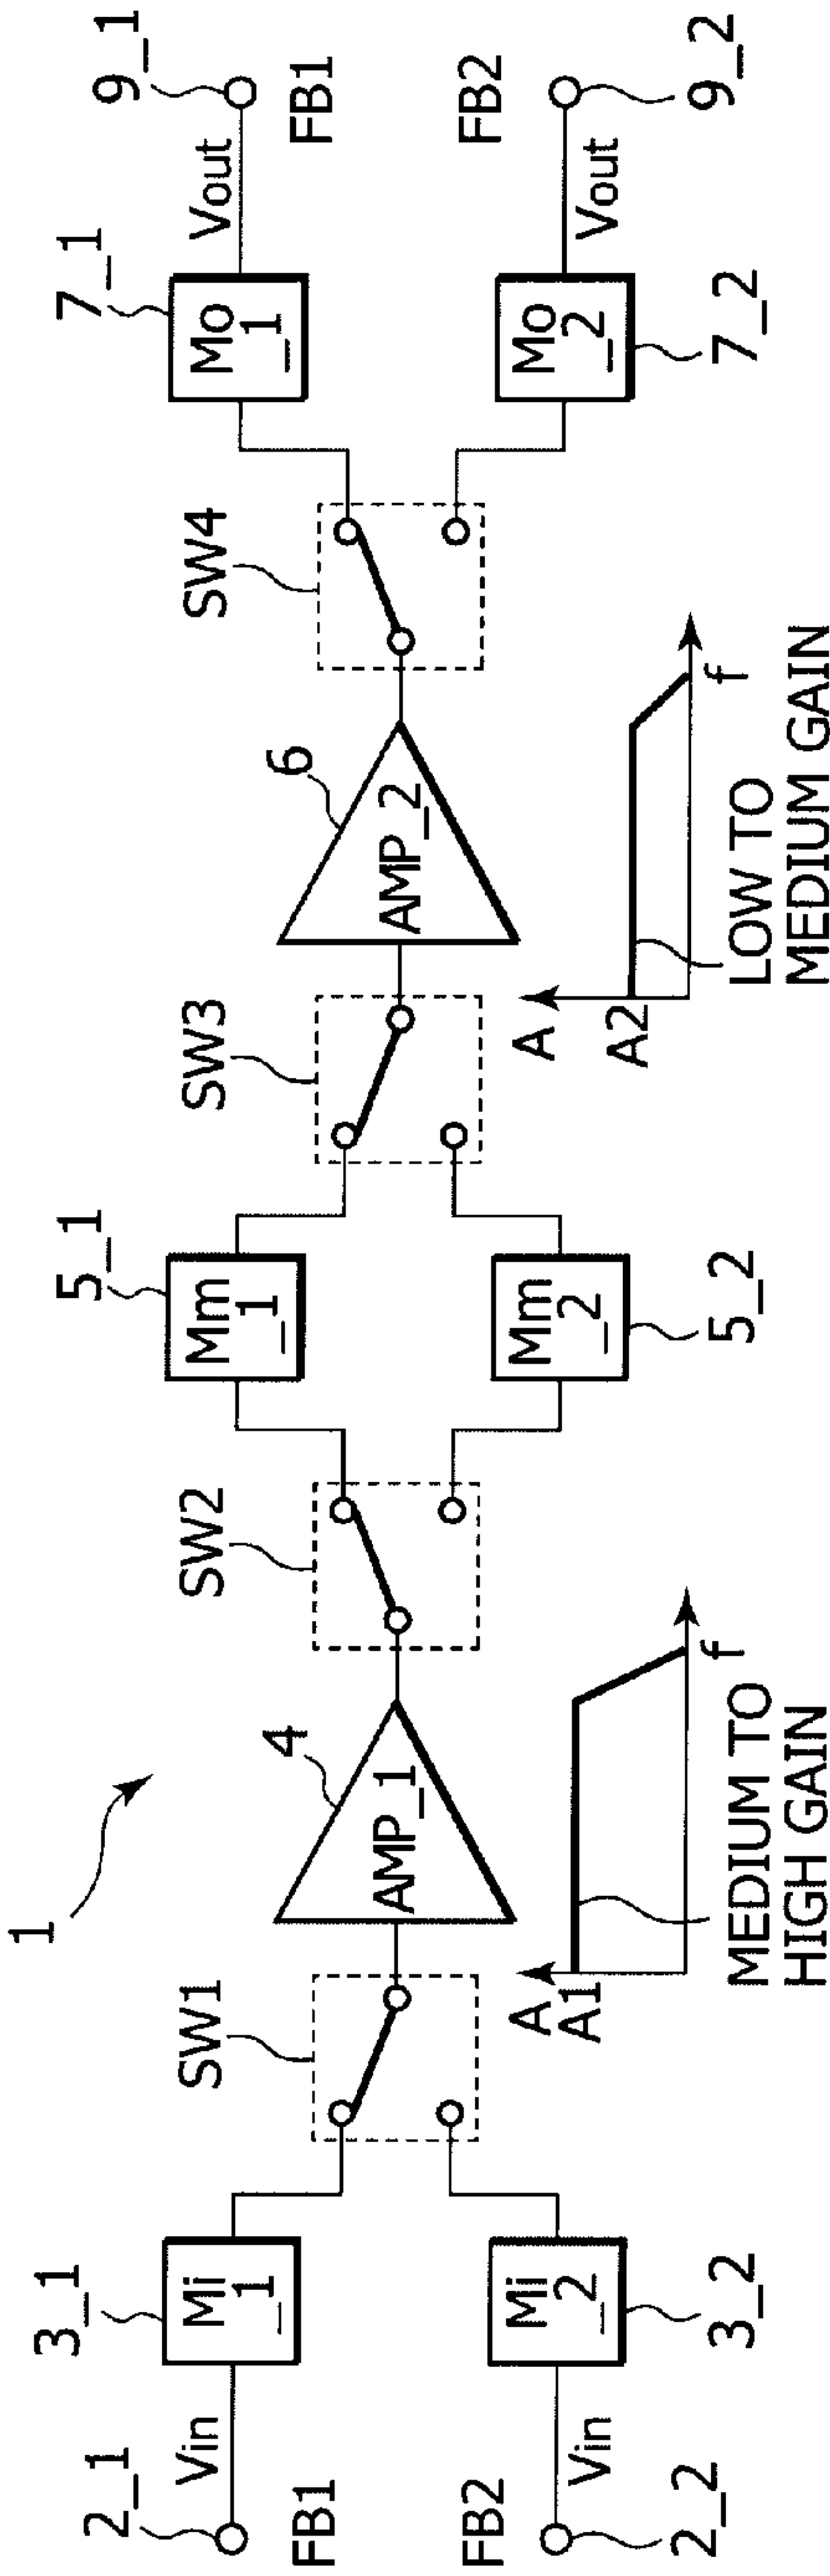 1
2_1
Vin
FB1
3_1
Mi
_1
FB2
Vin
2_2
Mi
_2
3_2
SW1
4
AMP_1
A
A1
f
MEDIUM TO
HIGH GAIN
SW2
5_1
Mm
_1
Mm
_2
5_2
SW3
6
AMP_2
A
A2
f
LOW TO
MEDIUM GAIN
SW4
7_1
Mo
_1
Vout
9_1
FB1
Mo
_2
7_2
FB2
Vout
9_2